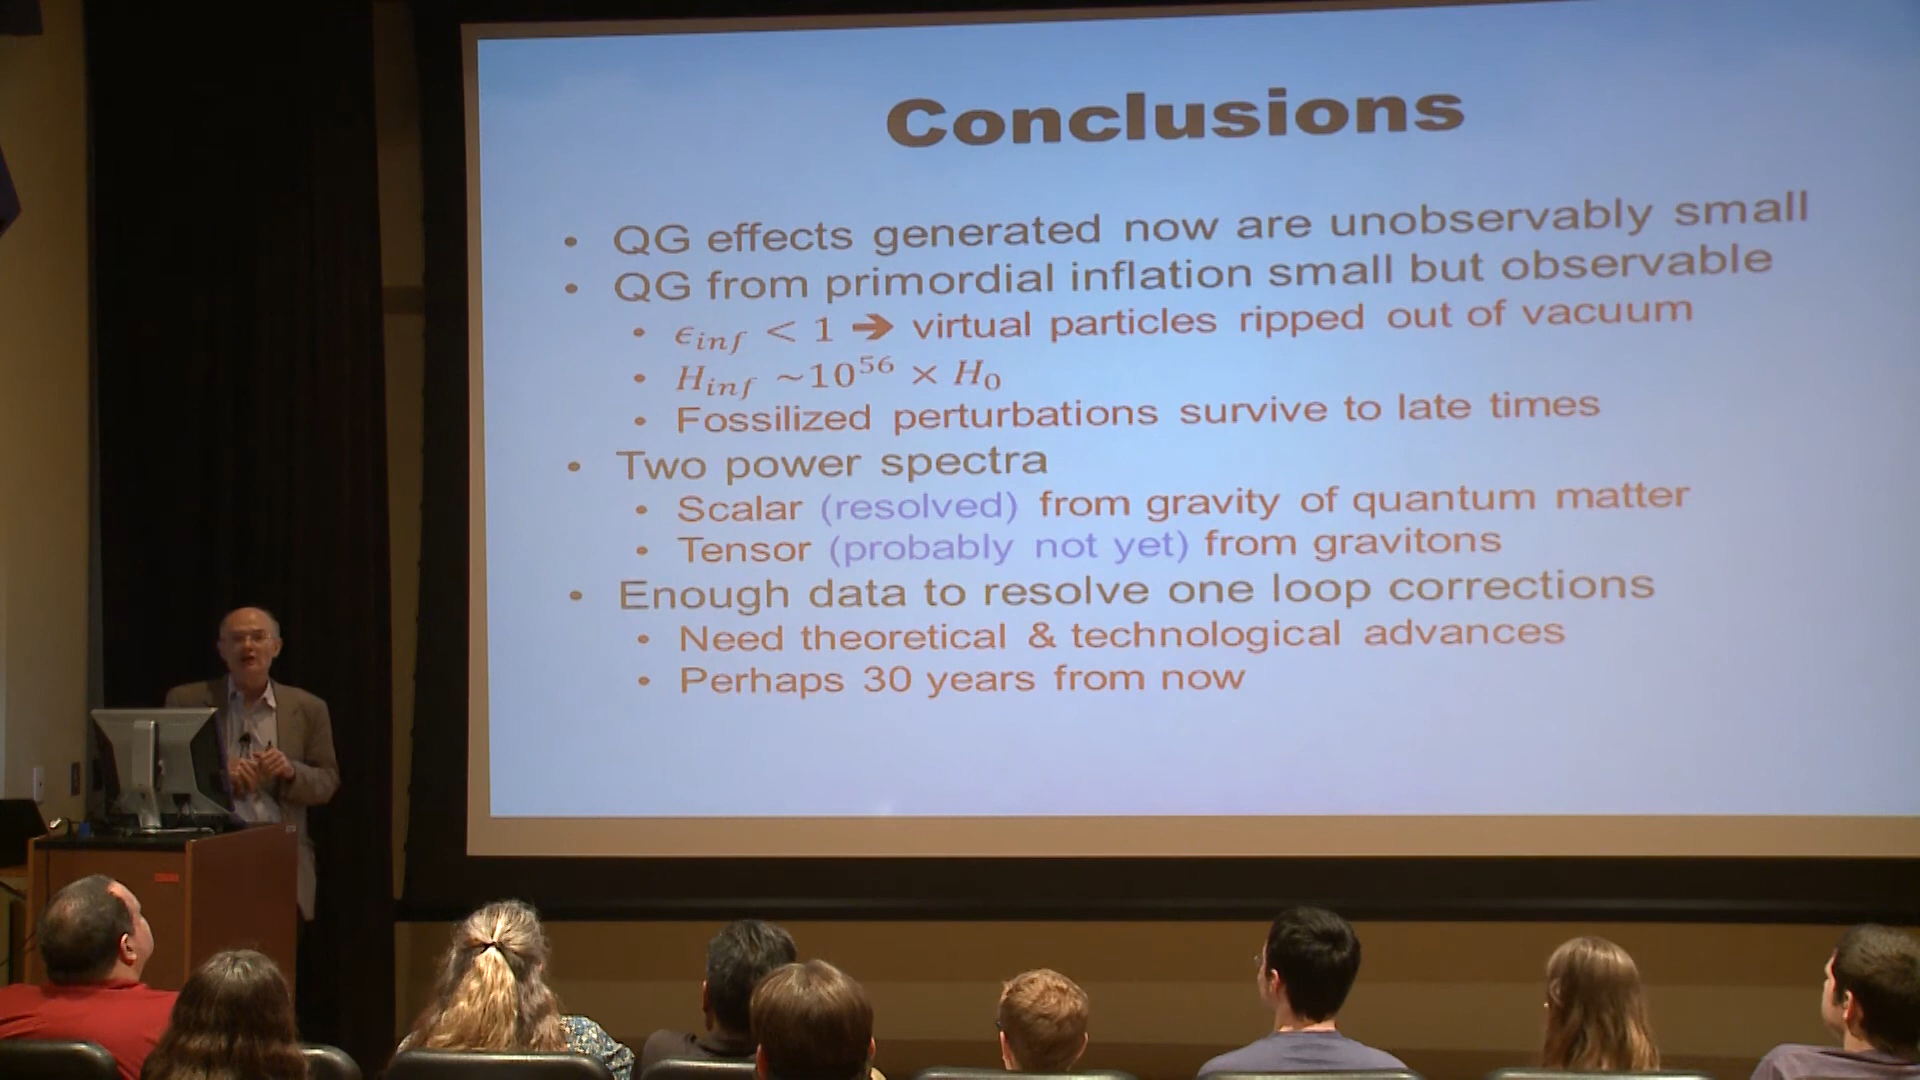 Conclusions
• QG effects generated now are unobservably small
• QG from primordial inflation small but observable
• ϵ_inf < 1 ➔ virtual particles ripped out of vacuum
• H_inf ~10^56 × H_0
• Fossilized perturbations survive to late times
• Two power spectra
• Scalar (resolved) from gravity of quantum matter
• Tensor (probably not yet) from gravitons
• Enough data to resolve one loop corrections
• Need theoretical & technological advances
• Perhaps 30 years from now